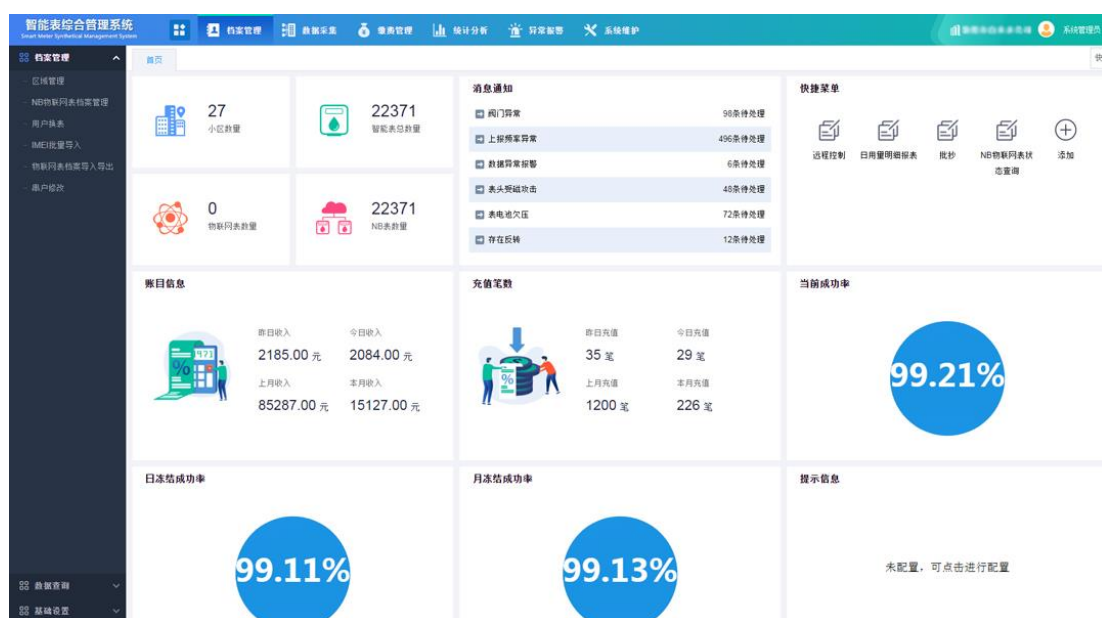 智能表综合管理系统
Smart Meter Synthetical Management System
档案管理
数据采集
缴费管理
统计分析
异常报警
系统维护
系统管理员
档案管理
首页
快
区域管理
NB物联网表档案管理
用户换表
IMEI批量导入
物联网表档案导入导出
串户修改
数据查询
基础设置
27
小区数量
22371
智能表总数量
0
物联网表数量
22371
NB表数量
消息通知
阀门异常 98条待处理
上报频率异常 496条待处理
数据异常报警 6条待处理
表头受磁攻击 48条待处理
表电池欠压 72条待处理
存在反转 12条待处理
快捷菜单
远程控制
日用量明细报表
批抄
NB物联网表状
态查询
添加
账目信息
971
%
昨日收入 今日收入
2185.00 元 2084.00 元
上月收入 本月收入
85287.00 元 15127.00 元
充值笔数
%
昨日充值 今日充值
35 笔 29 笔
上月充值 本月充值
1200 笔 226 笔
当前成功率
99.21%
日冻结成功率
99.11%
月冻结成功率
99.13%
提示信息
未配置，可点击进行配置